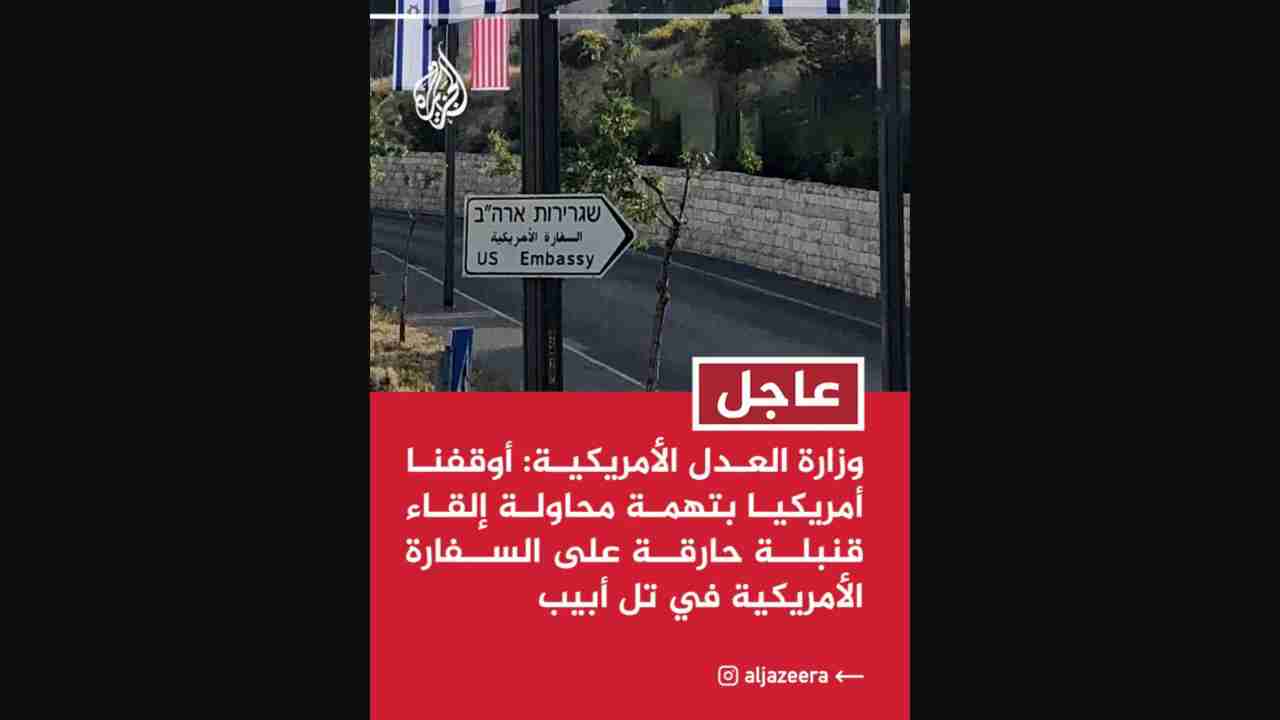 الجزيرة
שגרירות ארה"ב
السفارة الأمريكية
US Embassy
عاجل
وزارة العدل الأمريكية: أوقفنا
أمريكيا بتهمة محاولة إلقاء
قنبلة حارقة على السفارة
الأمريكية في تل أبيب
aljazeera